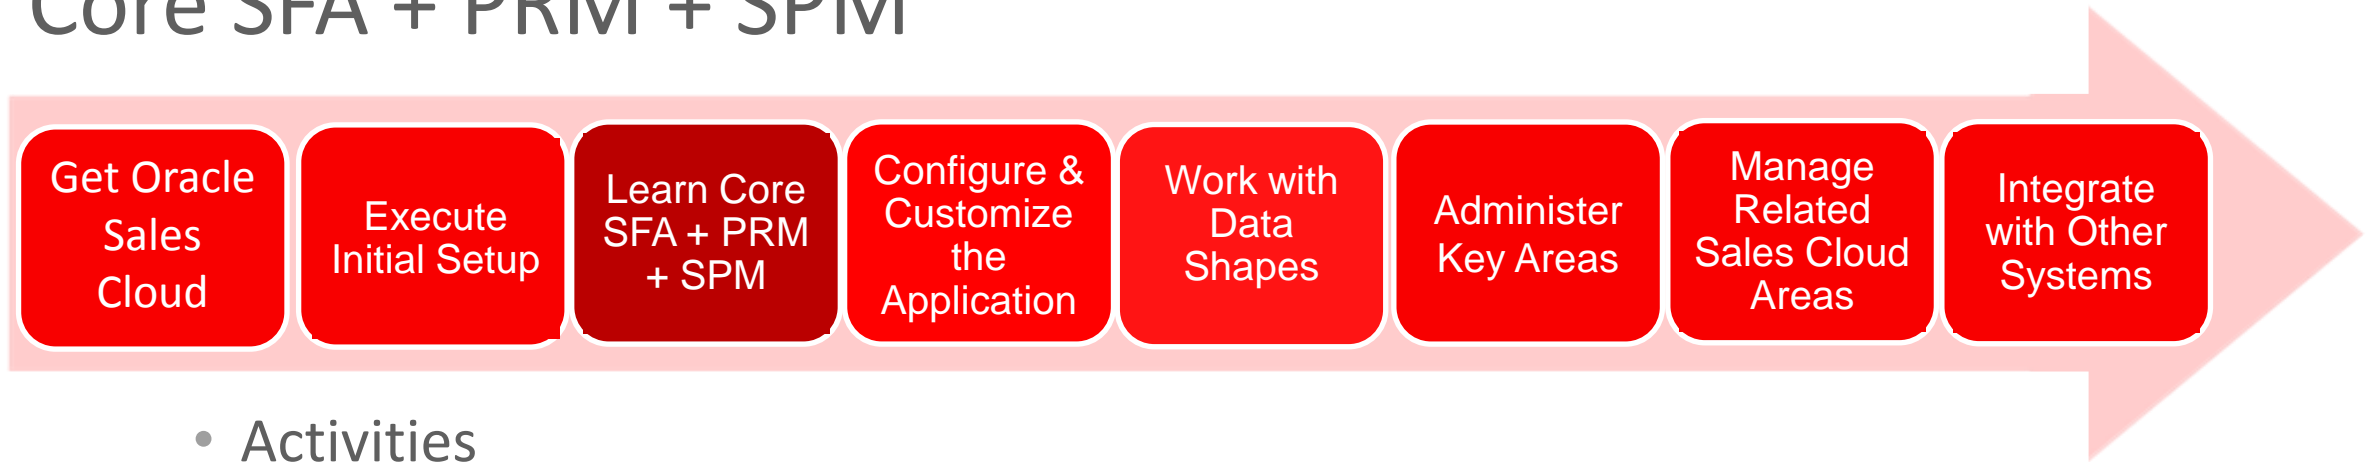 Core SFA + PRM + SPM
Get Oracle
Sales
Cloud
Execute
Initial Setup
Learn Core
SFA + PRM
+ SPM
Configure &
Customize
the
Application
Work with
Data
Shapes
Administer
Key Areas
Manage
Related
Sales Cloud
Areas
Integrate
with Other
Systems
• Activities